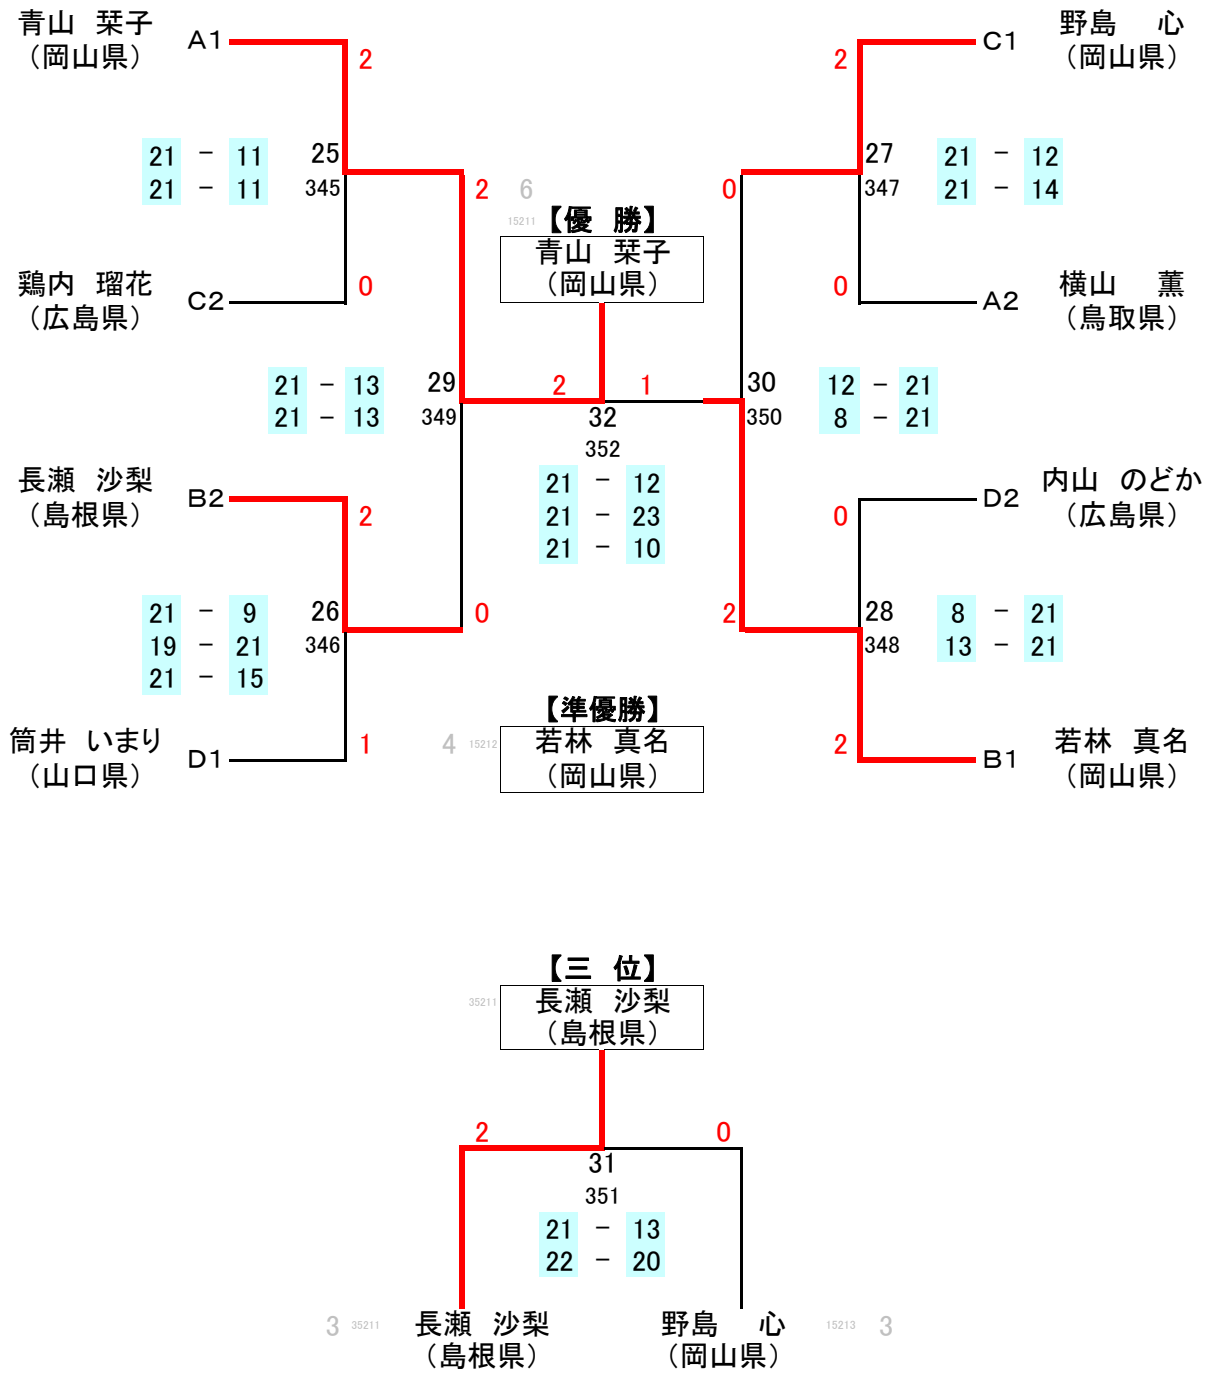 青山　栞子
（岡山県）
A1
2
21 － 11
21 － 11
25
345
鶏内　瑠花
（広島県）
C2
0
野島　心
（岡山県）
C1
2
27
347
21 － 12
21 － 14
横山　薫
（鳥取県）
A2
0
2
6
15211
【優　勝】
青山　栞子
（岡山県）
0
21 － 13
21 － 13
29
349
2
1
32
352
21 － 12
21 － 23
21 － 10
30
350
12 － 21
8 － 21
長瀬　沙梨
（島根県）
B2
2
21 － 9
19 － 21
21 － 15
26
346
0
筒井　いまり
（山口県）
D1
1
内山　のどか
（広島県）
D2
0
2
28
348
8 － 21
13 － 21
若林　真名
（岡山県）
B1
2
【準優勝】
4
15212
若林　真名
（岡山県）
【三　位】
35211
長瀬　沙梨
（島根県）
2
0
31
351
21 － 13
22 － 20
3
35211
長瀬　沙梨
（島根県）
野島　心
（岡山県）
15213
3